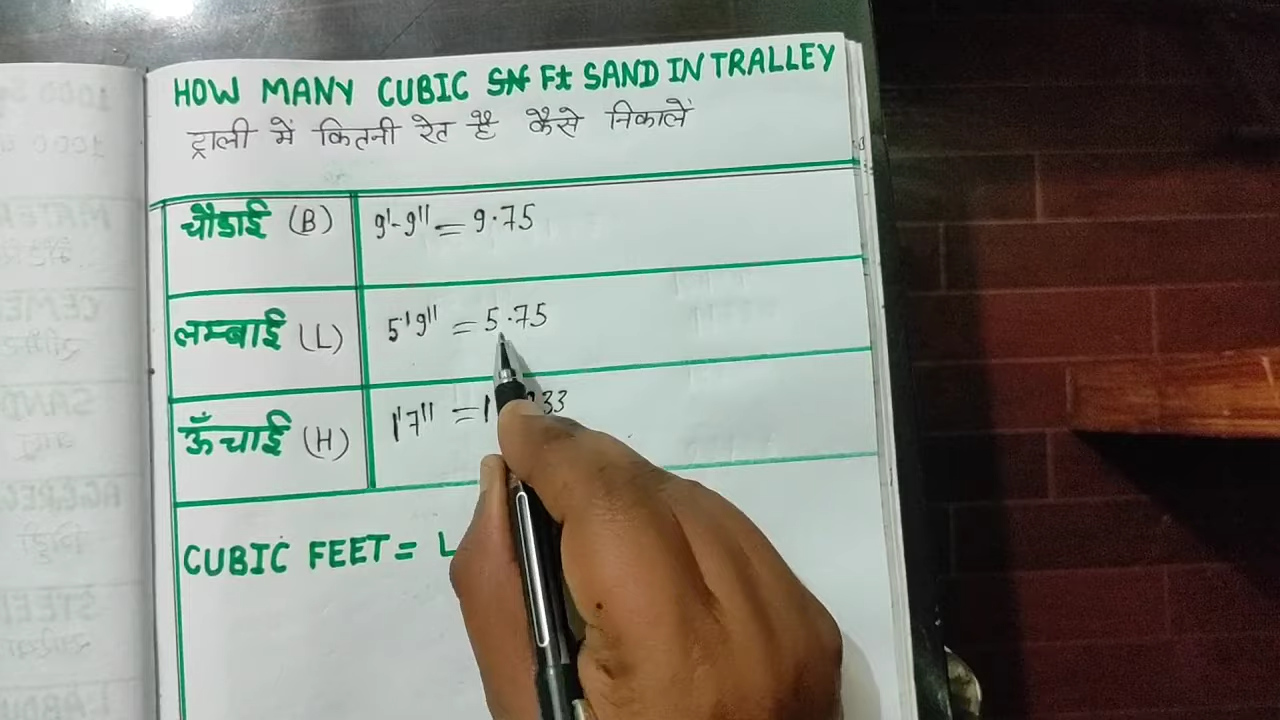 HOW MANY CUBIC Ft SAND IN TRALLEY
ट्राली में कितनी रेत है कैसे निकालें
चौडाई (B) 9'-9" = 9.75
लम्बाई (L) 5'9" = 5.75
ऊँचाई (H) 1'7" = 1 33
CUBIC FEET = L